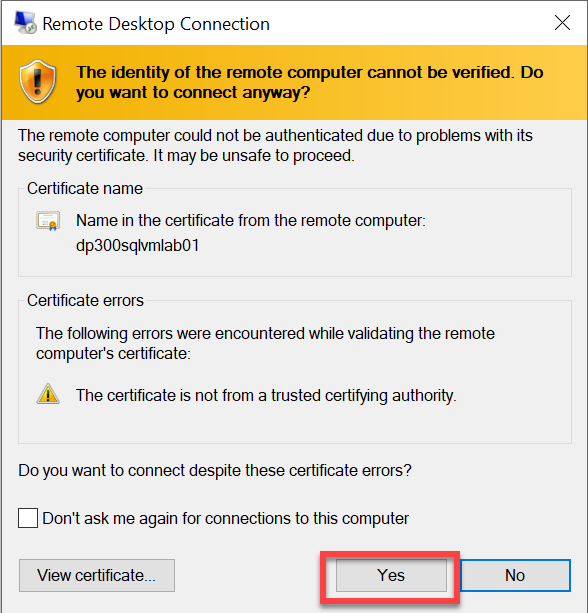 Remote Desktop Connection
The identity of the remote computer cannot be verified. Do
you want to connect anyway?
The remote computer could not be authenticated due to problems with its
security certificate. It may be unsafe to proceed.
Certificate name
Name in the certificate from the remote computer:
dp300sqlvmlab01
Certificate errors
The following errors were encountered while validating the remote
computer's certificate:
The certificate is not from a trusted certifying authority.
Do you want to connect despite these certificate errors?
Don't ask me again for connections to this computer
View certificate...
Yes
No